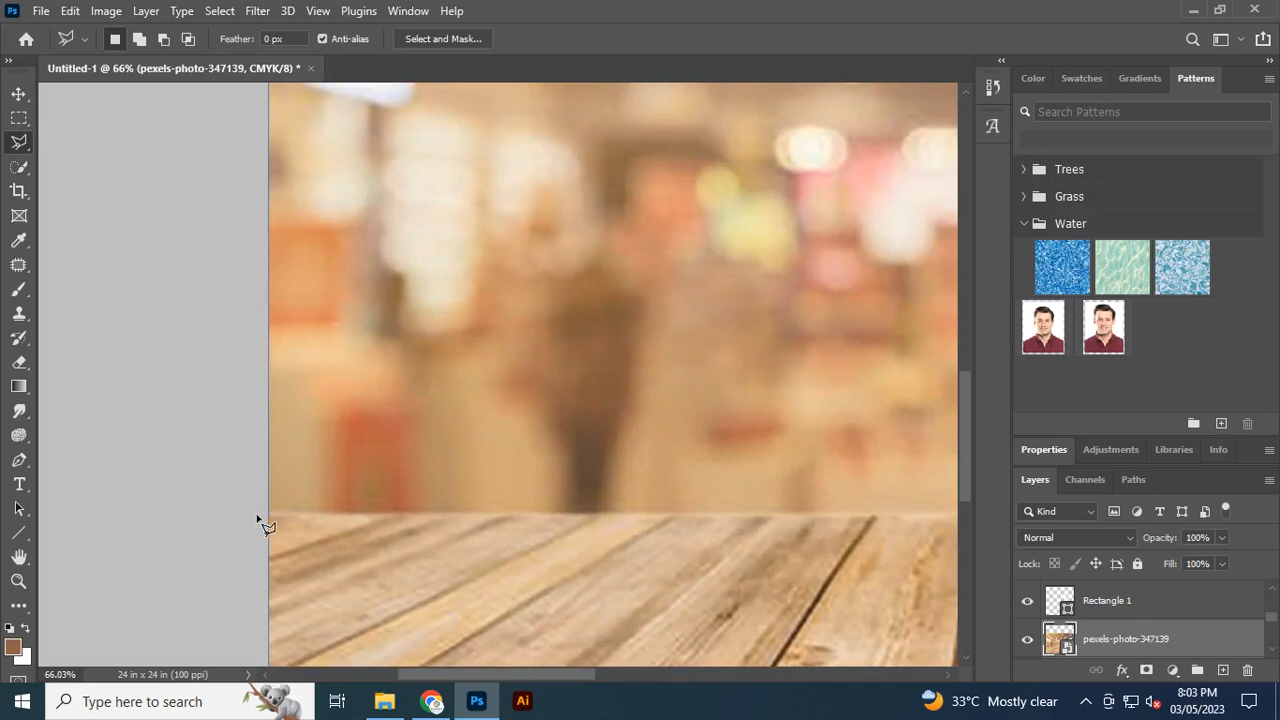 Ps File Edit Image Layer Type Select Filter 3D View Plugins Window Help
Feather: 0 px Anti-alias Select and Mask...
Untitled-1 @ 66% (pexels-photo-347139, CMYK/8) *
Color Swatches Gradients Patterns
Search Patterns
Trees
Grass
Water
Properties Adjustments Libraries Info
Layers Channels Paths
Kind
Normal Opacity: 100%
Lock: Fill: 100%
Rectangle 1
pexels-photo-347139
66.03% 24 in x 24 in (100 ppi)
Type here to search
Ps Ai
33°C Mostly clear
8:03 PM
03/05/2023